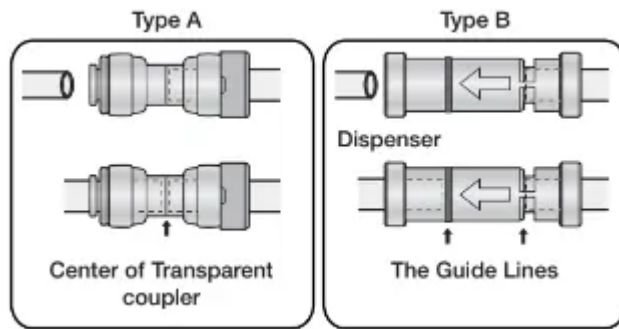 Type A
Type B
Dispenser
Center of Transparent
coupler
The Guide Lines